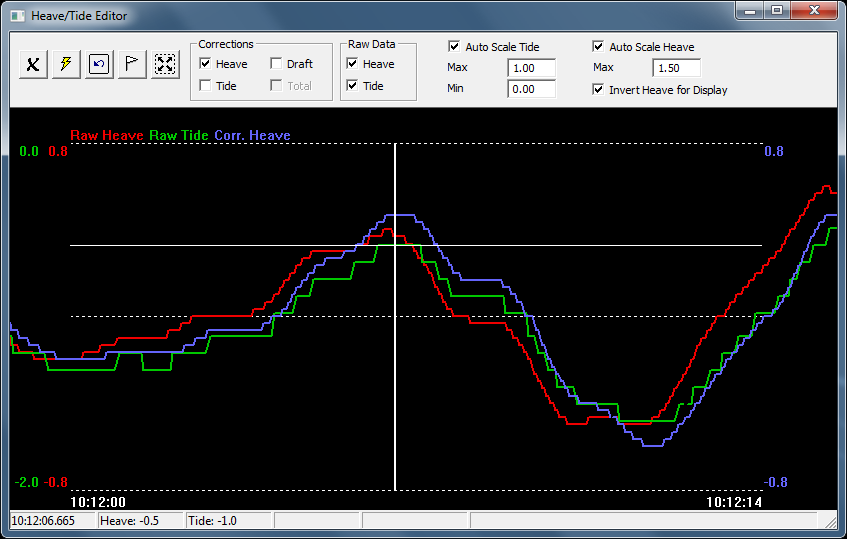 Heave/Tide Editor
Corrections Raw Data
Auto Scale Tide Auto Scale Heave
Heave Draft Heave Max 1.00 Max 1.50
Tide Total Tide Min 0.00 Invert Heave for Display
Raw Heave Raw Tide Corr. Heave
0.0 0.8 0.8
-2.0 -0.8 -0.8
10:12:00 10:12:14
10:12:06.665 Heave: -0.5 Tide: -1.0